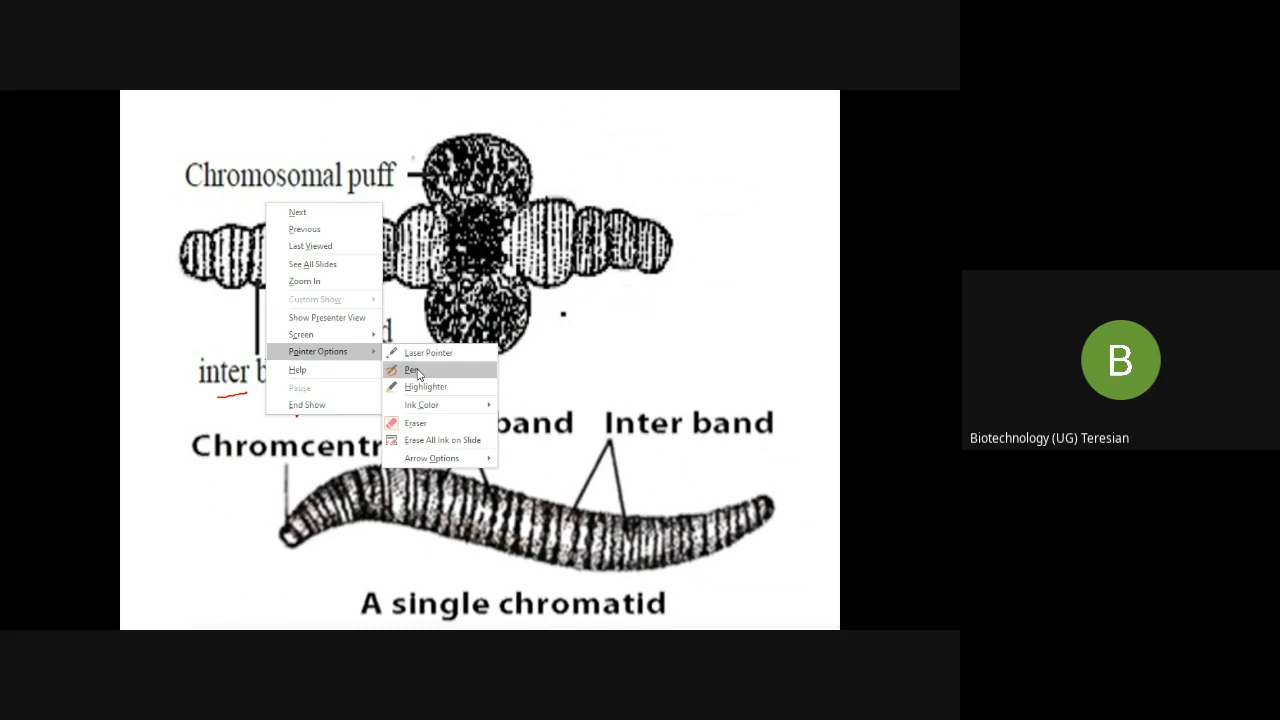 Chromosomal puff
Next
Previous
Last Viewed
See All Slides
Zoom In
Custom Show
Show Presenter View
Screen
Pointer Options
Help
Pause
End Show
Laser Pointer
Pen
Highlighter
Ink Color
Eraser
Erase All Ink on Slide
Arrow Options
inter b
Chromcentr
band
Inter band
A single chromatid
B
Biotechnology (UG) Teresian